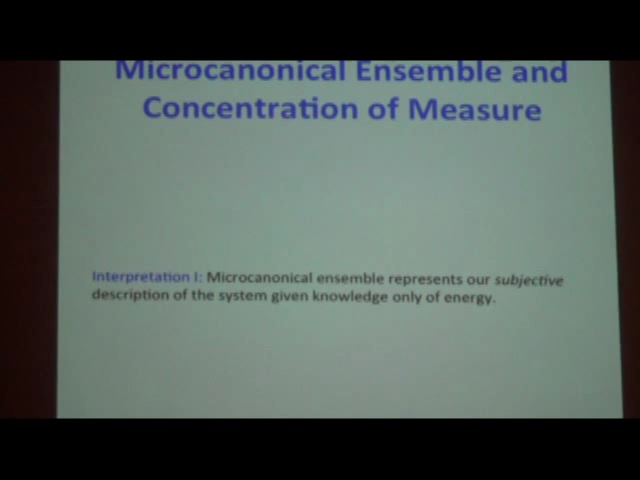 Microcanonical Ensemble and
Concentration of Measure
Interpretation I: Microcanonical ensemble represents our subjective
description of the system given knowledge only of energy.